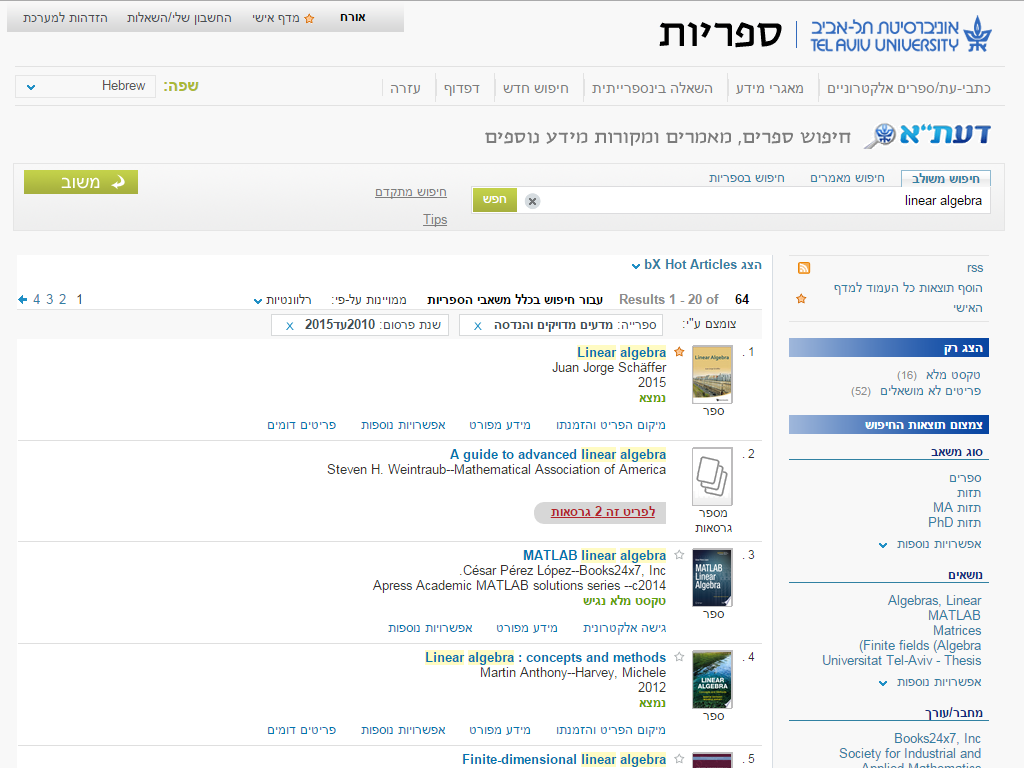 אורח
מדף אישי
החשבון שלי/השאלות
הזדהות למערכת
אוניברסיטת תל-אביב
TEL AVIV UNIVERSITY
ספריות
כתבי-עת/ספרים אלקטרוניים
מאגרי מידע
השאלה בינספרייתית
חיפוש חדש
דפדוף
עזרה
שפה:
Hebrew
דעת"א
חיפוש ספרים, מאמרים ומקורות מידע נוספים
חיפוש משולב
חיפוש מאמרים
חיפוש בספריות
linear algebra
חפש
חיפוש מתקדם
Tips
משוב
rss
הוסף תוצאות כל העמוד למדף
האישי
הצג רק
טקסט מלא (16)
פריטים לא מושאלים (52)
צמצום תוצאות החיפוש
סוג משאב
ספרים
תזות
תזות MA
תזות PhD
אפשרויות נוספות
נושאים
Algebras, Linear
MATLAB
Matrices
(Finite fields (Algebra
Universitat Tel-Aviv - Thesis
אפשרויות נוספות
מחבר/עורך
Books24x7, Inc
Society for Industrial and
Applied Mathematics
הצג bX Hot Articles
64 Results 1 - 20 of עבור חיפוש בכלל משאבי הספריות
ממויינות על-פי: רלוונטיות
1 2 3 4
צומצם ע"י:
ספרייה: מדעים מדויקים והנדסה x
שנת פרסום: 2010עד2015 x
1 .
Linear Algebra
ספר
Linear algebra
Juan Jorge Schäffer
2015
נמצא
מיקום הפריט והזמנתו
מידע מפורט
אפשרויות נוספות
פריטים דומים
2 .
מספר
גרסאות
A guide to advanced linear algebra
Steven H. Weintraub--Mathematical Association of America
לפריט זה 2 גרסאות
3 .
MATLAB
Linear
Algebra
ספר
MATLAB linear algebra
.César Pérez López--Books24x7, Inc
Apress Academic MATLAB solutions series --c2014
טקסט מלא נגיש
גישה אלקטרונית
מידע מפורט
אפשרויות נוספות
4 .
LINEAR
ALGEBRA
ספר
Linear algebra : concepts and methods
Martin Anthony--Harvey, Michele
2012
נמצא
מיקום הפריט והזמנתו
מידע מפורט
אפשרויות נוספות
פריטים דומים
5 .
Finite-dimensional linear algebra